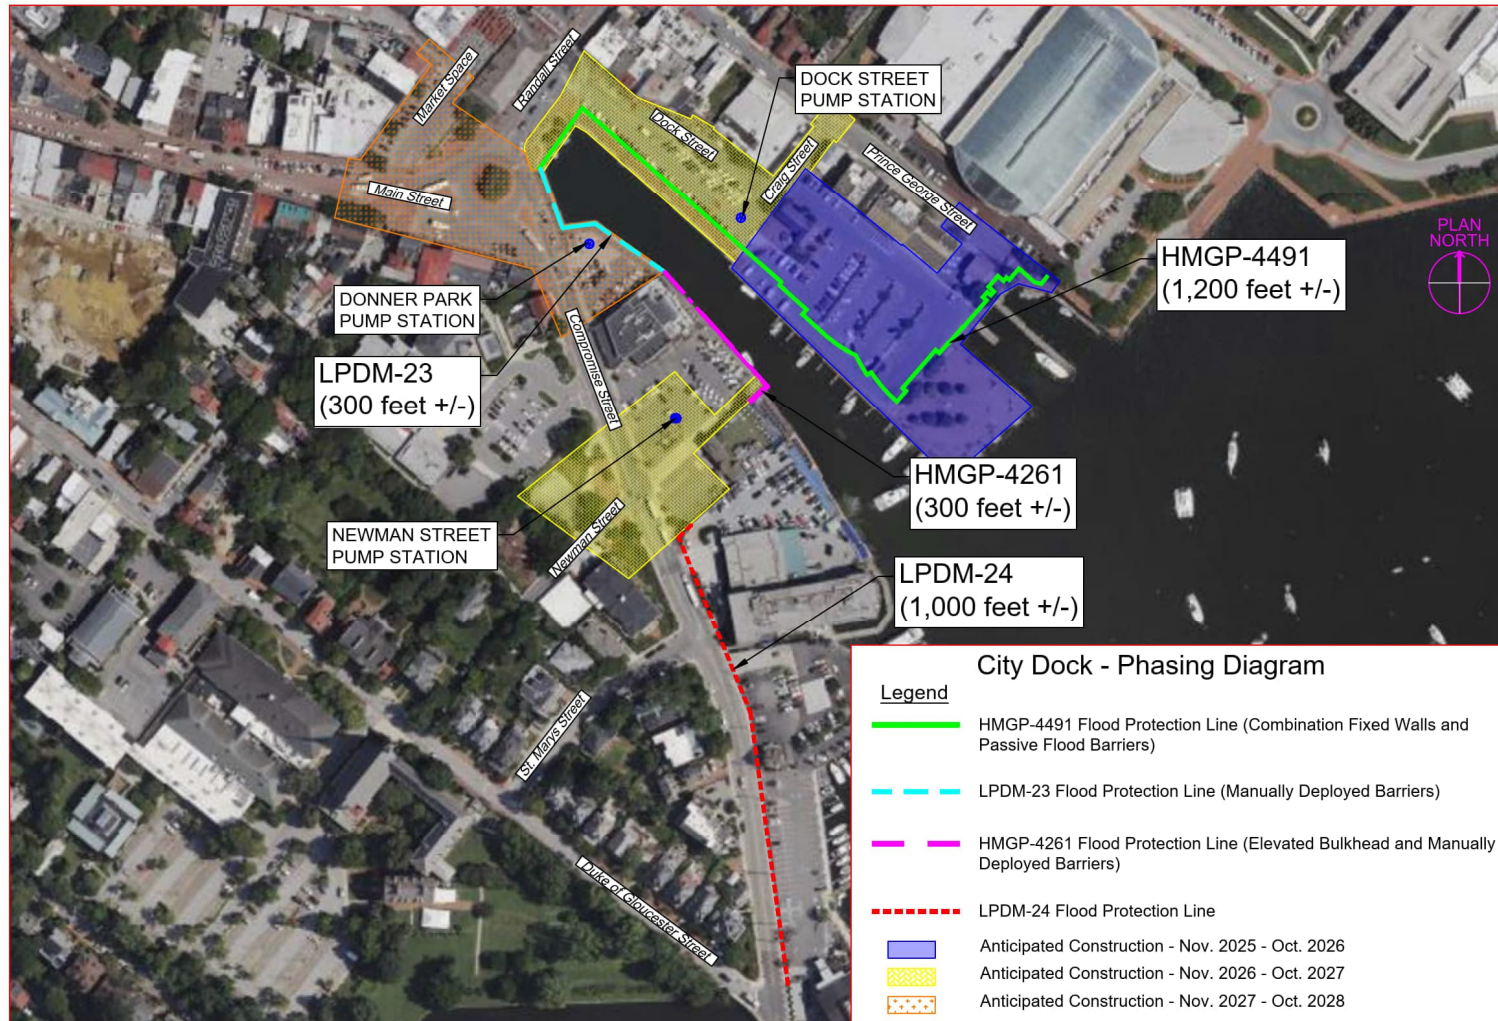 Market Space
Randall Street
DOCK STREET
PUMP STATION
Dock Street
Craig Street
Prince George Street
Main Street
PLAN
NORTH
HMGP-4491
(1,200 feet +/-)
DONNER PARK
PUMP STATION
LPDM-23
(300 feet +/-)
Compromise Street
HMGP-4261
(300 feet +/-)
NEWMAN STREET
PUMP STATION
Newman Street
LPDM-24
(1,000 feet +/-)
St. Marys Street
Duke of Gloucester Street
City Dock - Phasing Diagram
Legend
HMGP-4491 Flood Protection Line (Combination Fixed Walls and
Passive Flood Barriers)
LPDM-23 Flood Protection Line (Manually Deployed Barriers)
HMGP-4261 Flood Protection Line (Elevated Bulkhead and Manually
Deployed Barriers)
LPDM-24 Flood Protection Line
Anticipated Construction - Nov. 2025 - Oct. 2026
Anticipated Construction - Nov. 2026 - Oct. 2027
Anticipated Construction - Nov. 2027 - Oct. 2028